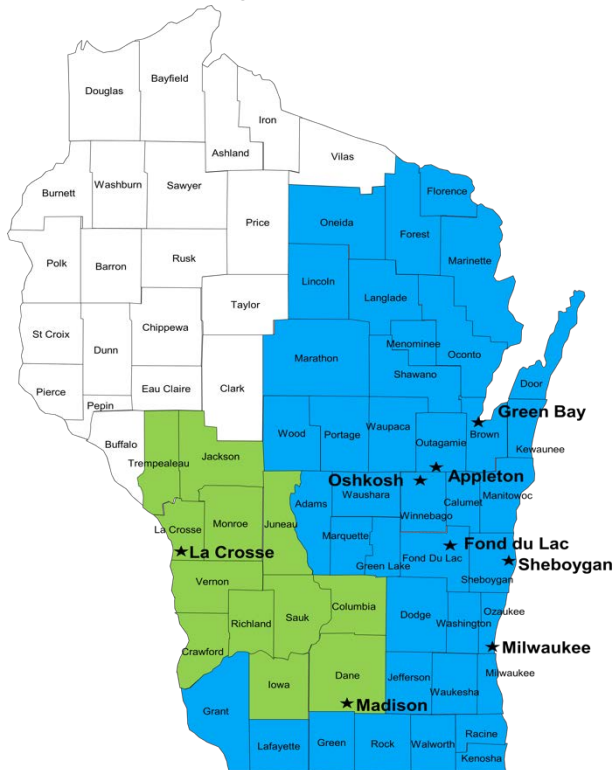 Douglas
Bayfield
Iron
Ashland
Vilas
Burnett
Washburn
Sawyer
Price
Florence
Oneida
Forest
Marinette
Polk
Barron
Rusk
Lincoln
Langlade
Taylor
St Croix
Dunn
Chippewa
Menominee
Oconto
Marathon
Shawano
Pierce
Pepin
Eau Claire
Clark
Door
Green Bay
Buffalo
Trempealeau
Jackson
Wood
Portage
Waupaca
Outagamie
Brown
Kewaunee
Oshkosh
Appleton
Adams
Waushara
Winnebago
Calumet
Manitowoc
La Crosse
Monroe
Juneau
Marquette
Green Lake
Fond Du Lac
Fond du Lac
Sheboygan
Sheboygan
La Crosse
Vernon
Richland
Sauk
Columbia
Dodge
Washington
Ozaukee
Crawford
Milwaukee
Iowa
Dane
Jefferson
Waukesha
Milwaukee
Grant
Madison
Lafayette
Green
Rock
Walworth
Racine
Kenosha